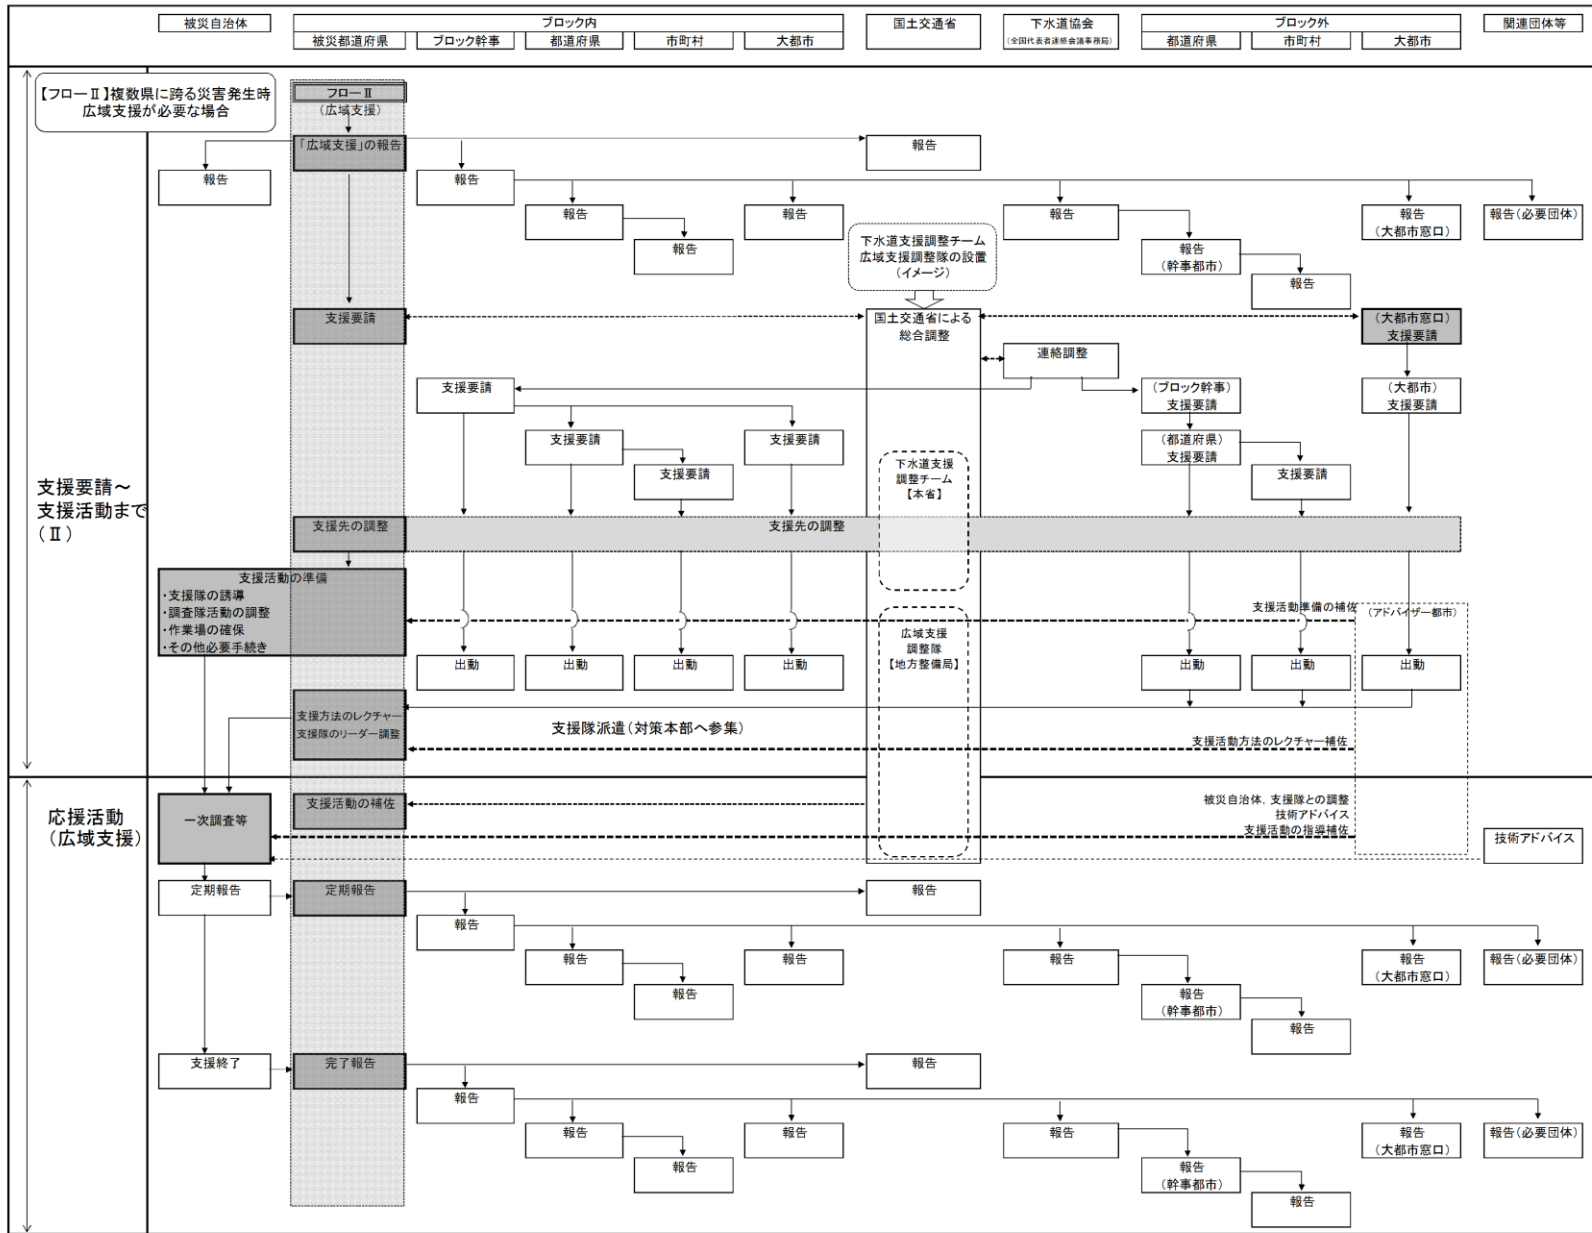 被災自治体
ブロック内
国土交通省
下水道協会
(全国代表者連絡会議事務局)
ブロック外
関連団体等
被災都道府県
ブロック幹事
都道府県
市町村
大都市
都道府県
市町村
大都市
【フローⅡ】複数県に跨る災害発生時
広域支援が必要な場合
フローⅡ
(広域支援)
「広域支援」の報告
報告
報告
報告
報告
報告
報告
報告
報告
(大都市窓口)
報告(必要団体)
報告
報告
(幹事都市)
報告
下水道支援調整チーム
広域支援調整隊の設置
(イメージ)
支援要請
国土交通省による
総合調整
(大都市窓口)
支援要請
連絡調整
支援要請
(ブロック幹事)
支援要請
(大都市)
支援要請
支援要請
支援要請
(都道府県)
支援要請
支援要請
支援要請
下水道支援
調整チーム
【本省】
支援要請～
支援活動まで
(Ⅱ)
支援先の調整
支援先の調整
支援活動の準備
・支援隊の誘導
・調査隊活動の調整
・作業場の確保
・その他必要手続き
支援活動準備の補佐
(アドバイザー都市)
広域支援
調整隊
【地方整備局】
出動
出動
出動
出動
出動
出動
出動
支援方法のレクチャー
支援隊のリーダー調整
支援隊派遣(対策本部へ参集)
支援活動方法のレクチャー補佐
応援活動
(広域支援)
一次調査等
支援活動の補佐
被災自治体、支援隊との調整
技術アドバイス
支援活動の指導補佐
技術アドバイス
定期報告
定期報告
報告
報告
報告
報告
報告
報告
(大都市窓口)
報告(必要団体)
報告
報告
(幹事都市)
報告
支援終了
完了報告
報告
報告
報告
報告
報告
報告
(大都市窓口)
報告(必要団体)
報告
報告
(幹事都市)
報告